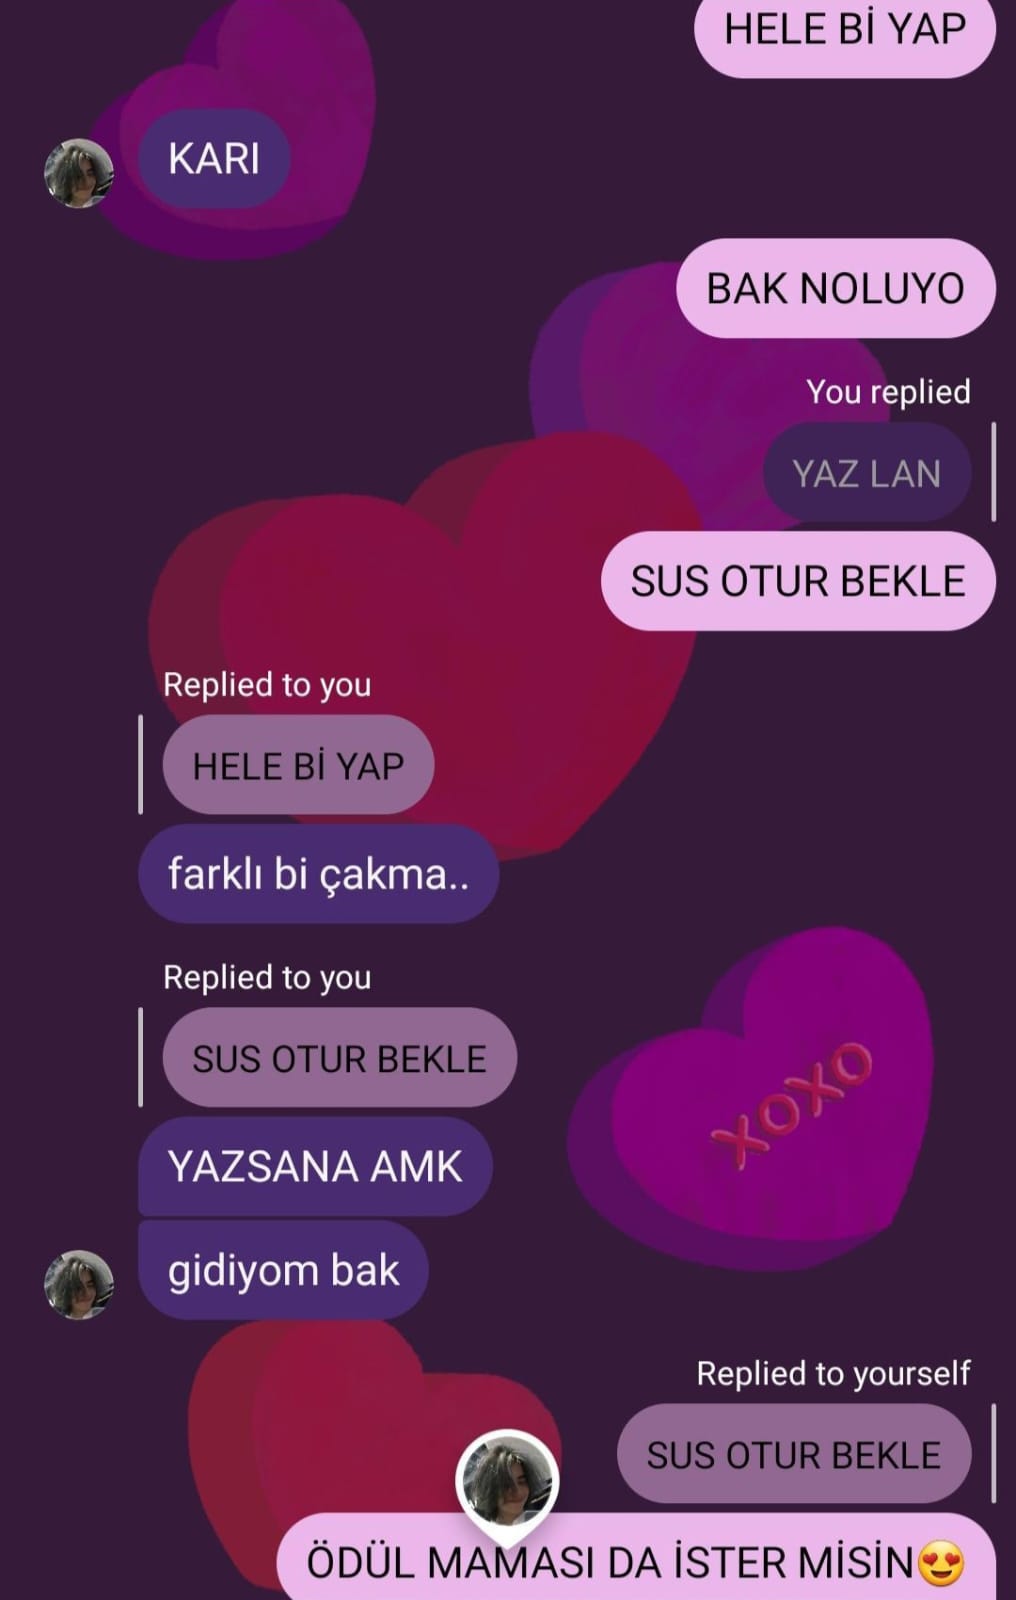 HELE Bİ YAP
KARI
BAK NOLUYO
You replied
YAZ LAN
SUS OTUR BEKLE
Replied to you
HELE Bİ YAP
farklı bi çakma..
Replied to you
SUS OTUR BEKLE
XOXO
YAZSANA AMK
gidiyom bak
Replied to yourself
SUS OTUR BEKLE
ÖDÜL MAMASI DA İSTER MİSİN😍